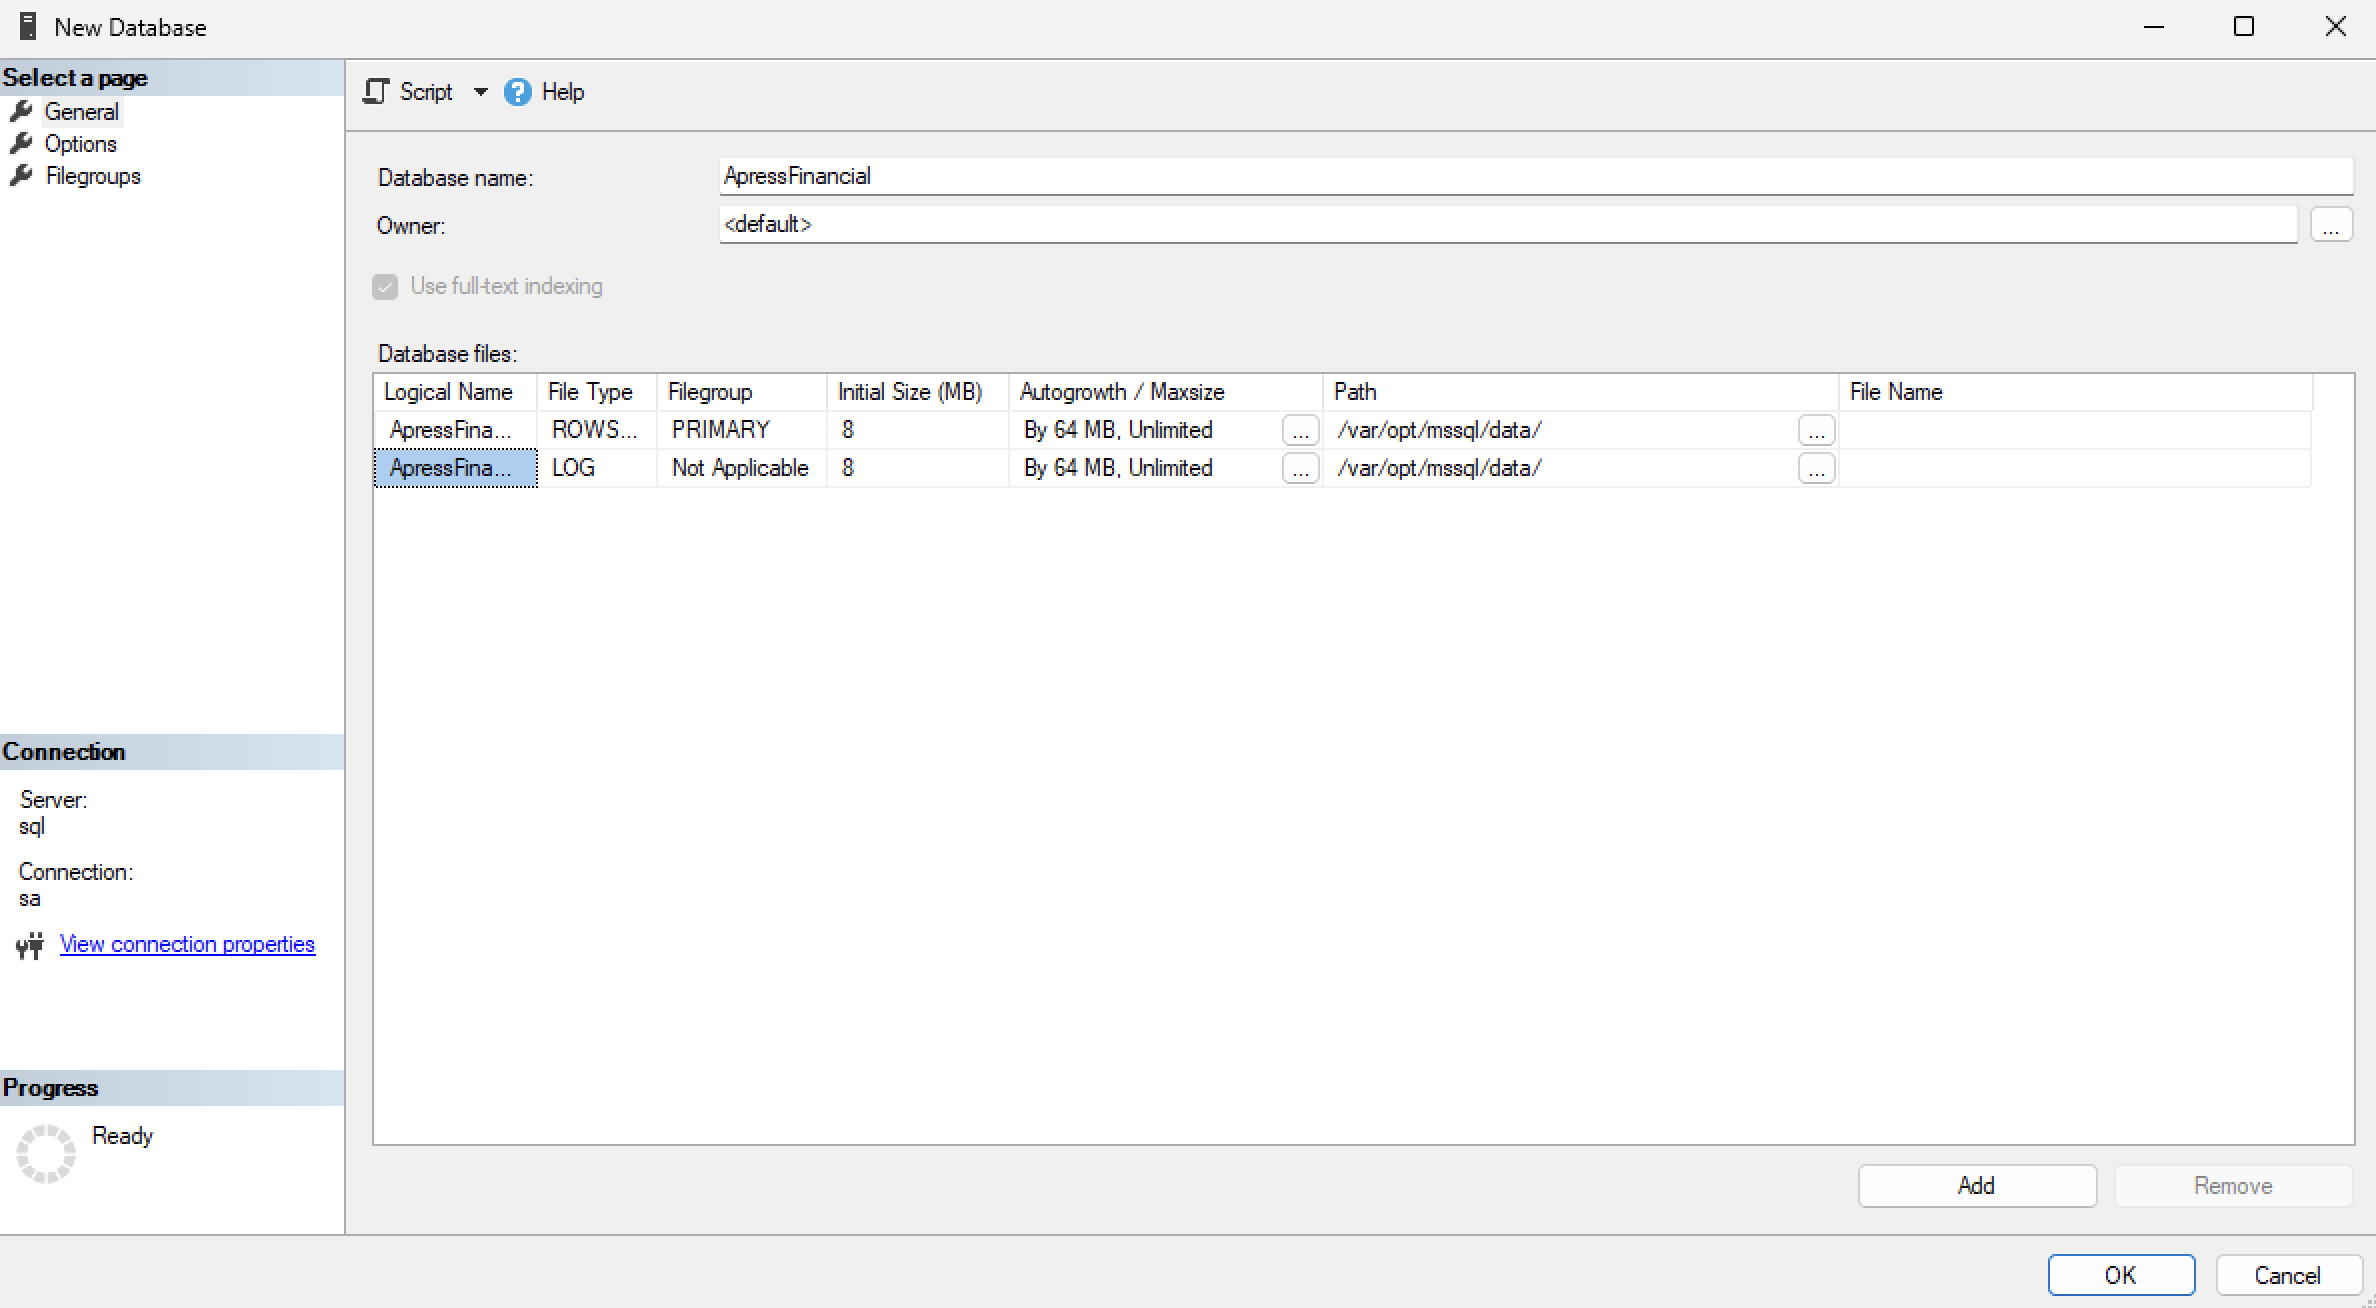 New Database
Select a page
General
Options
Filegroups
Script
Help
Database name:
ApressFinancial
Owner:
<default>
...
Use full-text indexing
Database files:
Logical Name File Type Filegroup Initial Size (MB) Autogrowth / Maxsize Path File Name
ApressFina... ROWS... PRIMARY 8 By 64 MB, Unlimited ... /var/opt/mssql/data/ ...
ApressFina... LOG Not Applicable 8 By 64 MB, Unlimited ... /var/opt/mssql/data/ ...
Connection
Server:
sql
Connection:
sa
View connection properties
Progress
Ready
Add
Remove
OK
Cancel